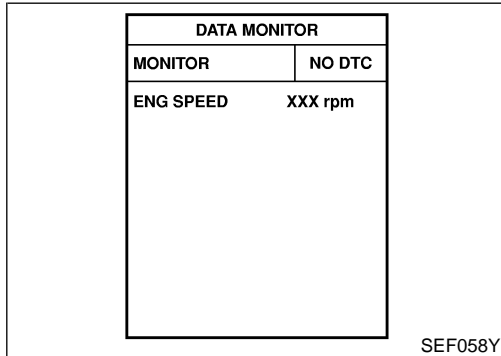 DATA MONITOR
MONITOR NO DTC
ENG SPEED XXX rpm
SEF058Y